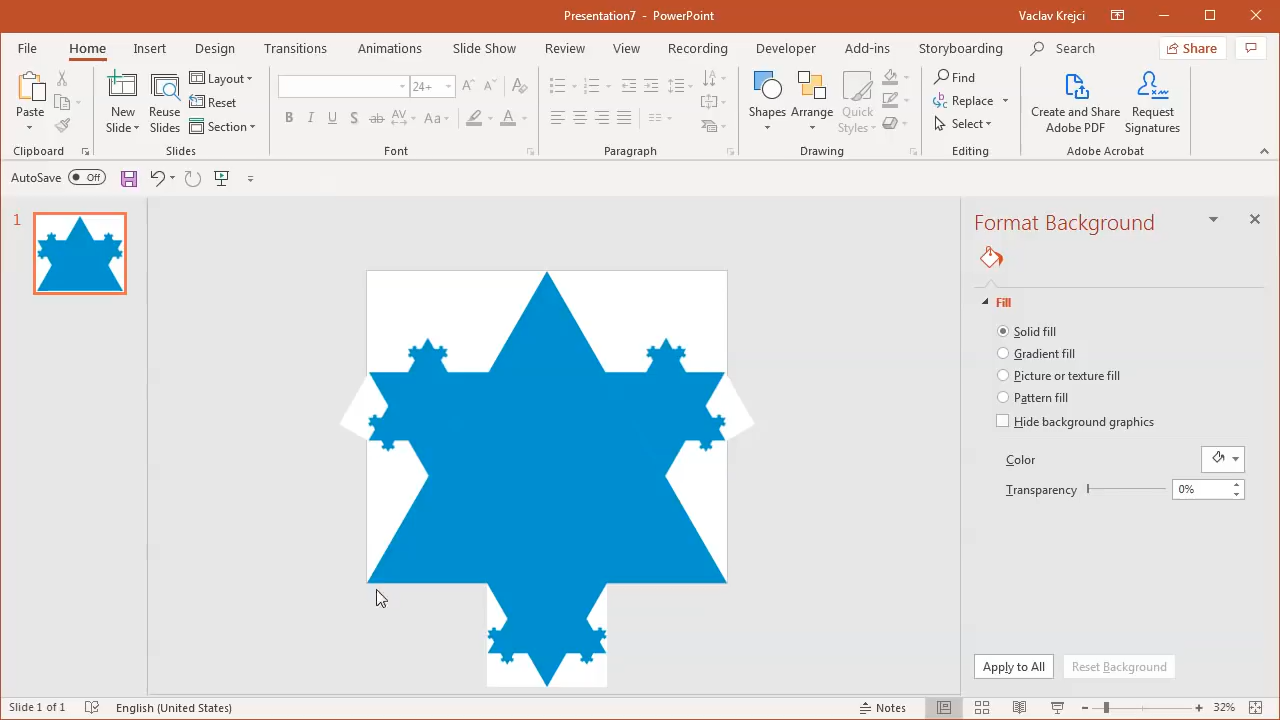 Presentation7 - PowerPoint
Vaclav Krejci
File Home Insert Design Transitions Animations Slide Show Review View Recording Developer Add-ins Storyboarding Search Share
Paste
Clipboard
New Slide
Reuse Slides
Layout
Reset
Section
Slides
24+
B I U S ab AV Aa A
Font
Paragraph
Shapes
Arrange
Quick Styles
Drawing
Find
Replace
Select
Editing
Create and Share Adobe PDF
Request Signatures
Adobe Acrobat
AutoSave Off
1
Format Background
Fill
Solid fill
Gradient fill
Picture or texture fill
Pattern fill
Hide background graphics
Color
Transparency 0%
Apply to All Reset Background
Slide 1 of 1 English (United States) Notes 32%